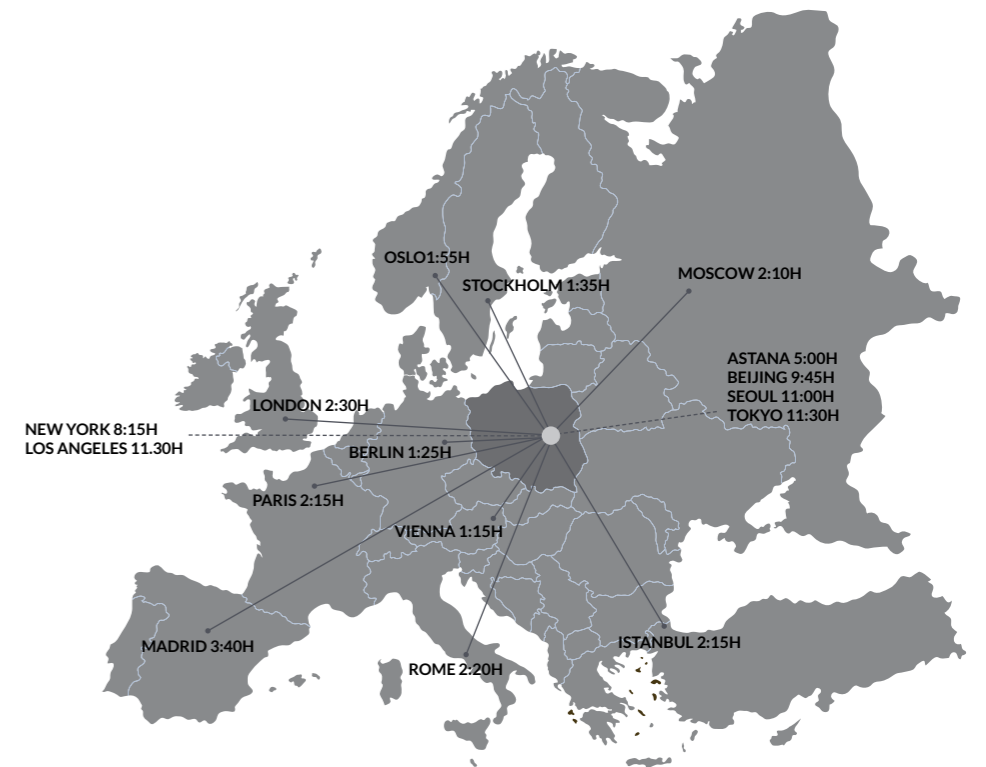 OSLO1:55H
STOCKHOLM 1:35H
MOSCOW 2:10H
ASTANA 5:00H
BEIJING 9:45H
SEOUL 11:00H
TOKYO 11:30H
LONDON 2:30H
NEW YORK 8:15H
LOS ANGELES 11.30H
BERLIN 1:25H
PARIS 2:15H
VIENNA 1:15H
MADRID 3:40H
ISTANBUL 2:15H
ROME 2:20H